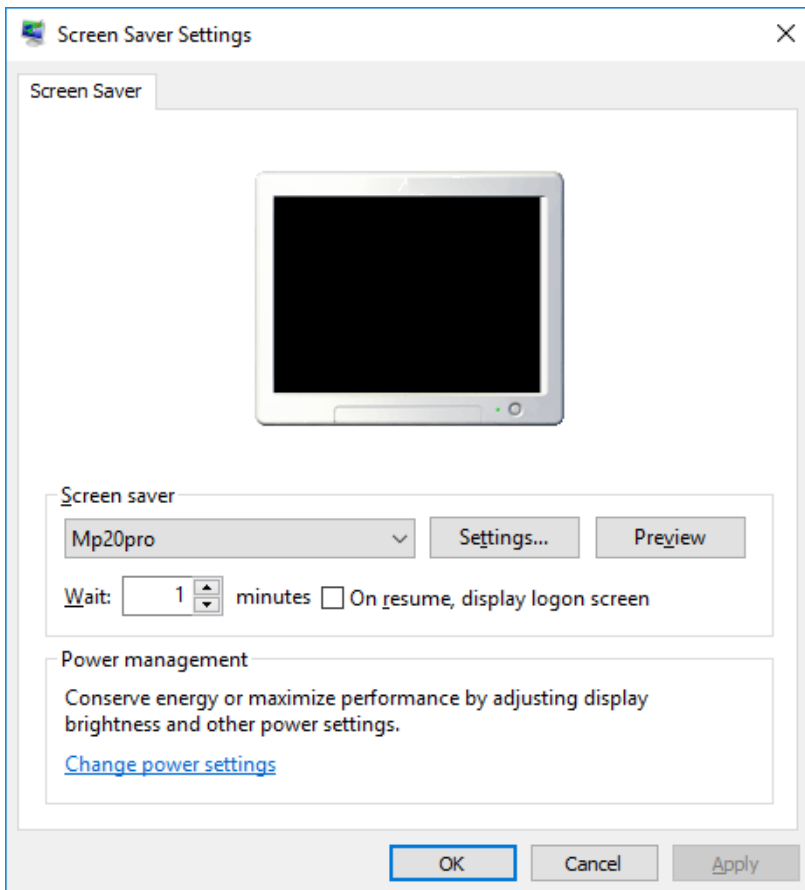 Screen Saver Settings
Screen Saver
Screen saver
Mp20pro Settings... Preview
Wait: 1 minutes On resume, display logon screen
Power management
Conserve energy or maximize performance by adjusting display
brightness and other power settings.
Change power settings
OK Cancel Apply